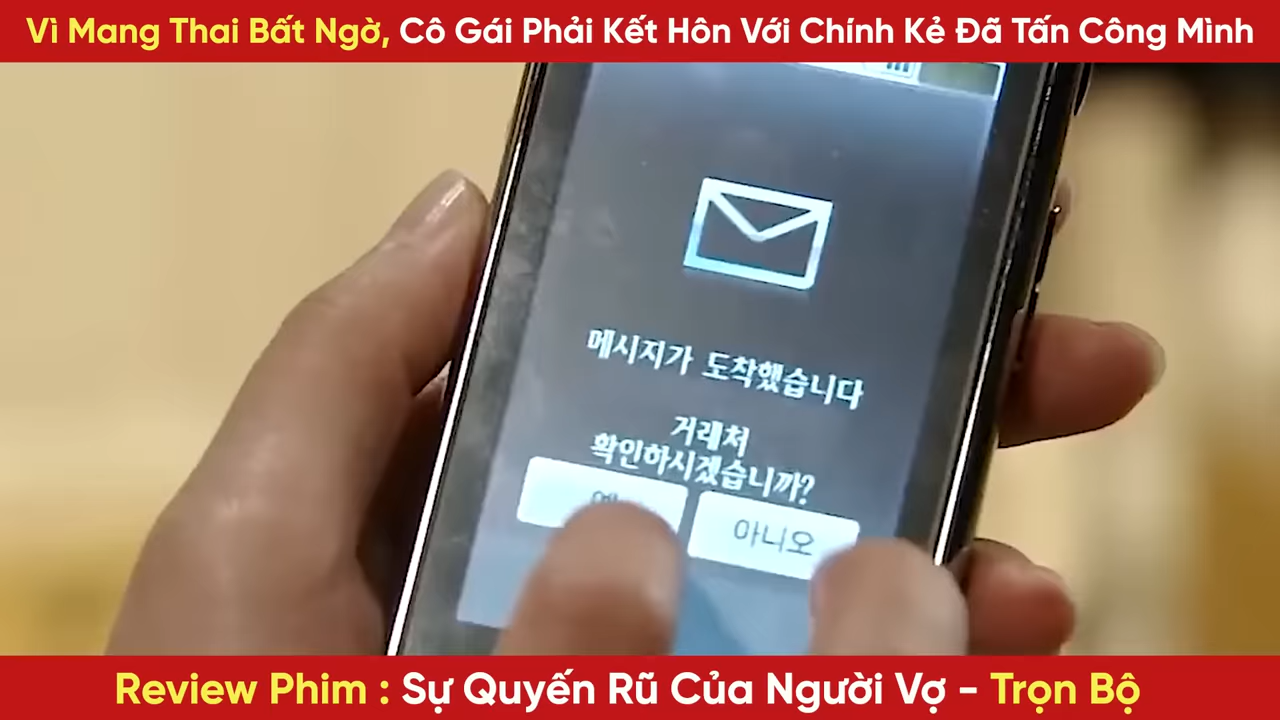 Vì Mang Thai Bất Ngờ, Cô Gái Phải Kết Hôn Với Chính Kẻ Đã Tấn Công Mình
메시지가 도착했습니다
거래처
확인하시겠습니까?
아니오
Review Phim : Sự Quyến Rũ Của Người Vợ - Trọn Bộ